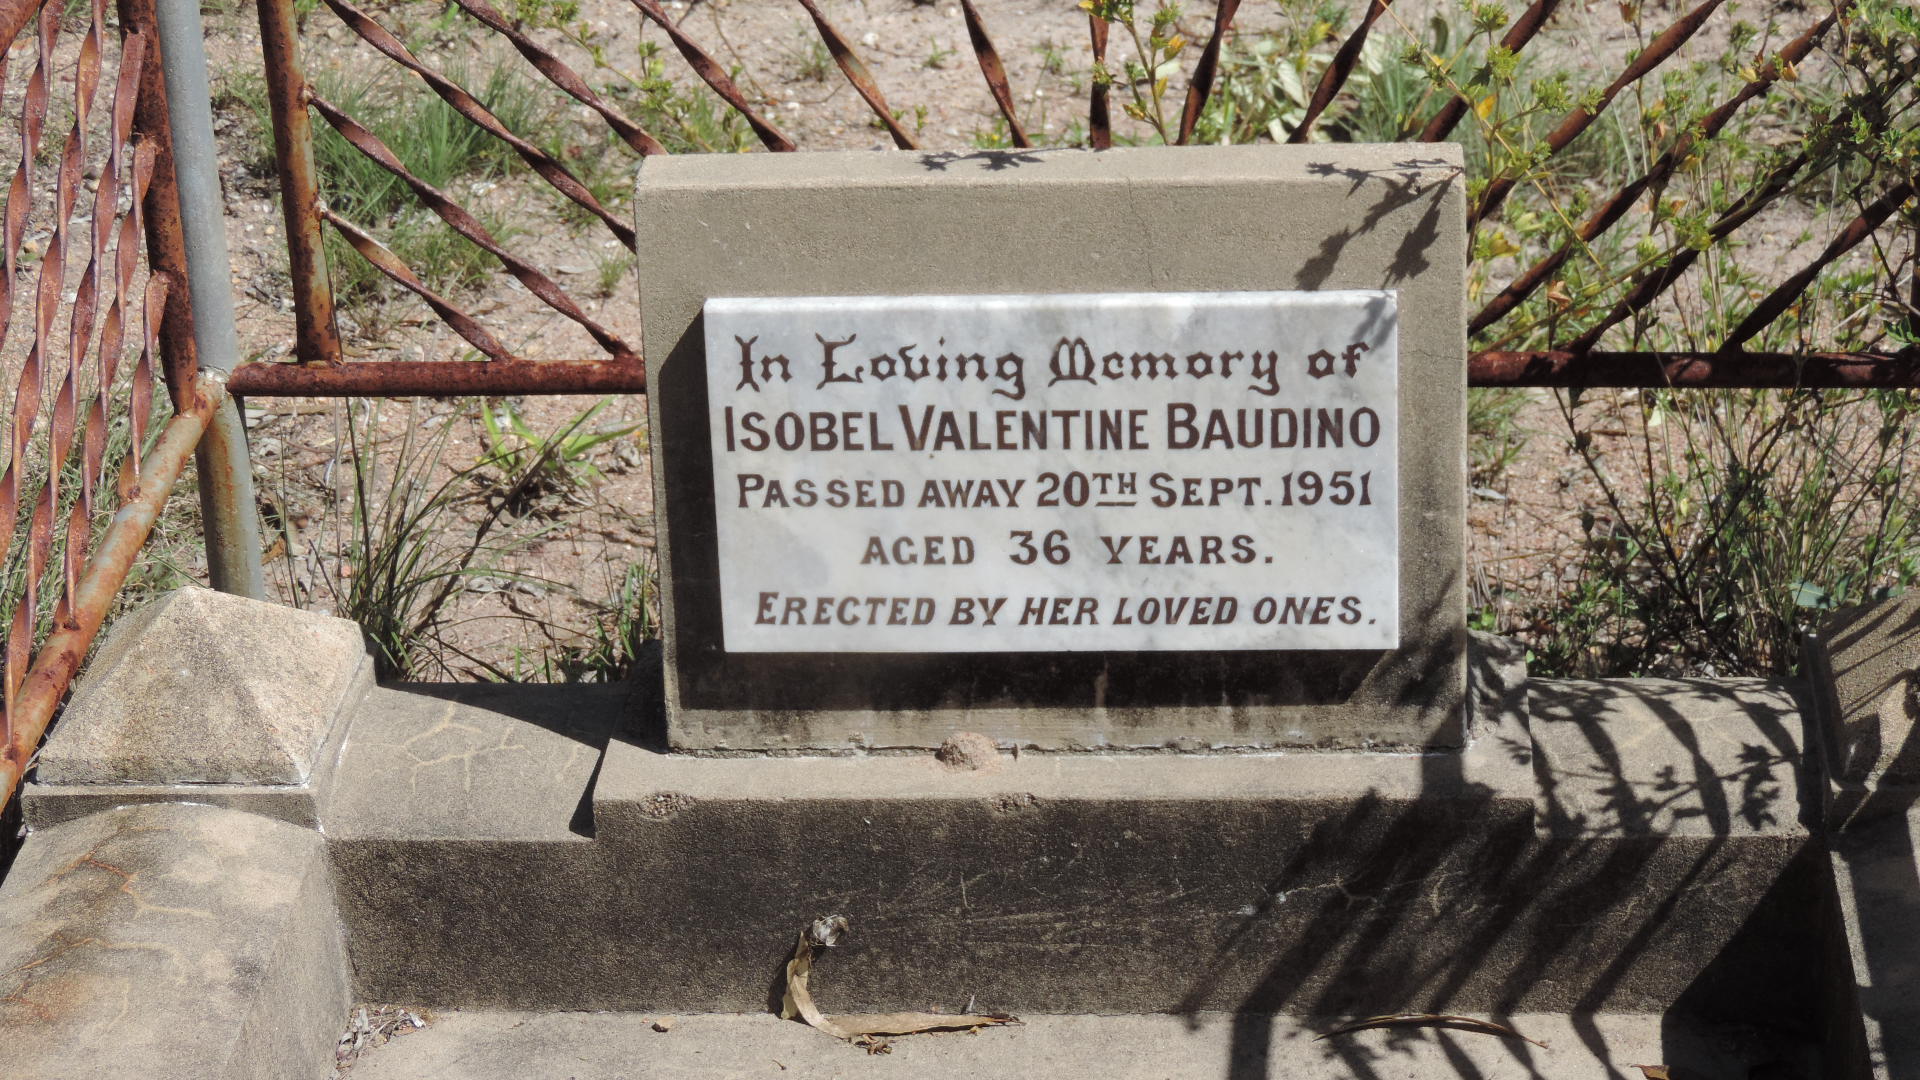 In Loving Memory of
ISOBEL VALENTINE BAUDINO
PASSED AWAY 20TH SEPT. 1951
AGED 36 YEARS.
ERECTED BY HER LOVED ONES.